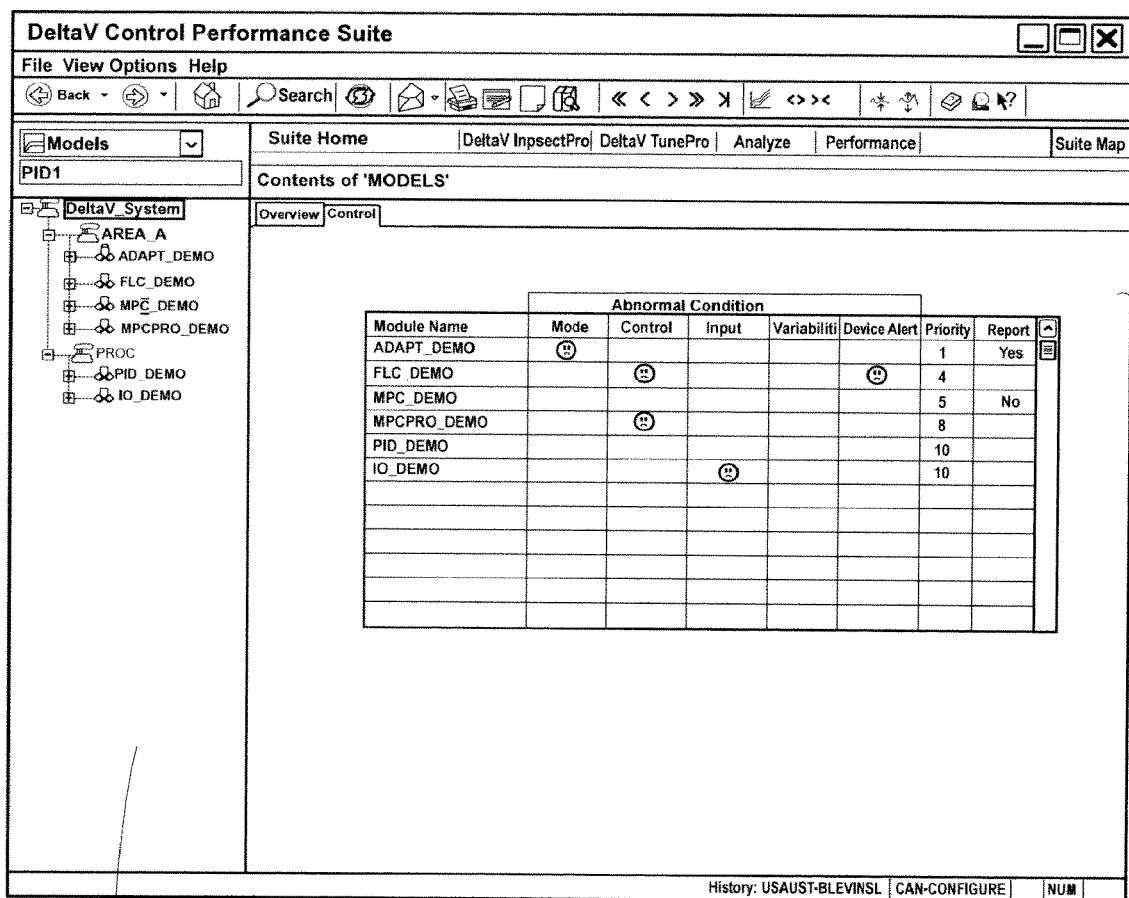 DeltaV Control Performance Suite
File View Options Help
Back
Search
Models
PID1
Suite Home
DeltaV InpsectPro
DeltaV TunePro
Analyze
Performance
Suite Map
Contents of 'MODELS'
DeltaV_System
AREA_A
ADAPT_DEMO
FLC_DEMO
MPC_DEMO
MPCPRO_DEMO
PROC
PID_DEMO
IO_DEMO
Overview Control
Abnormal Condition
Module Name Mode Control Input Variabiliti Device Alert Priority Report
ADAPT_DEMO 1 Yes
FLC_DEMO 4
MPC_DEMO 5 No
MPCPRO_DEMO 8
PID_DEMO 10
IO_DEMO 10
History: USAUST-BLEVINSL CAN-CONFIGURE NUM